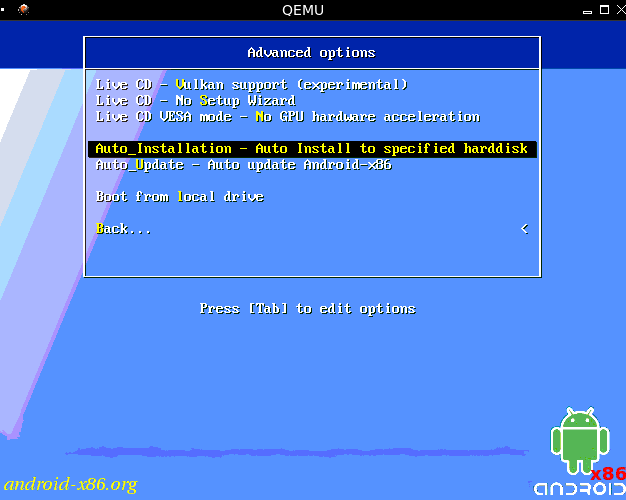 QEMU
Advanced options
Live CD - Vulkan support (experimental)
Live CD - No Setup Wizard
Live CD VESA mode - No GPU hardware acceleration
Auto_Installation - Auto Install to specified harddisk
Auto_Update - Auto update Android-x86
Boot from local drive
Back... <
Press [Tab] to edit options
android-x86.org
x86
ANDROID